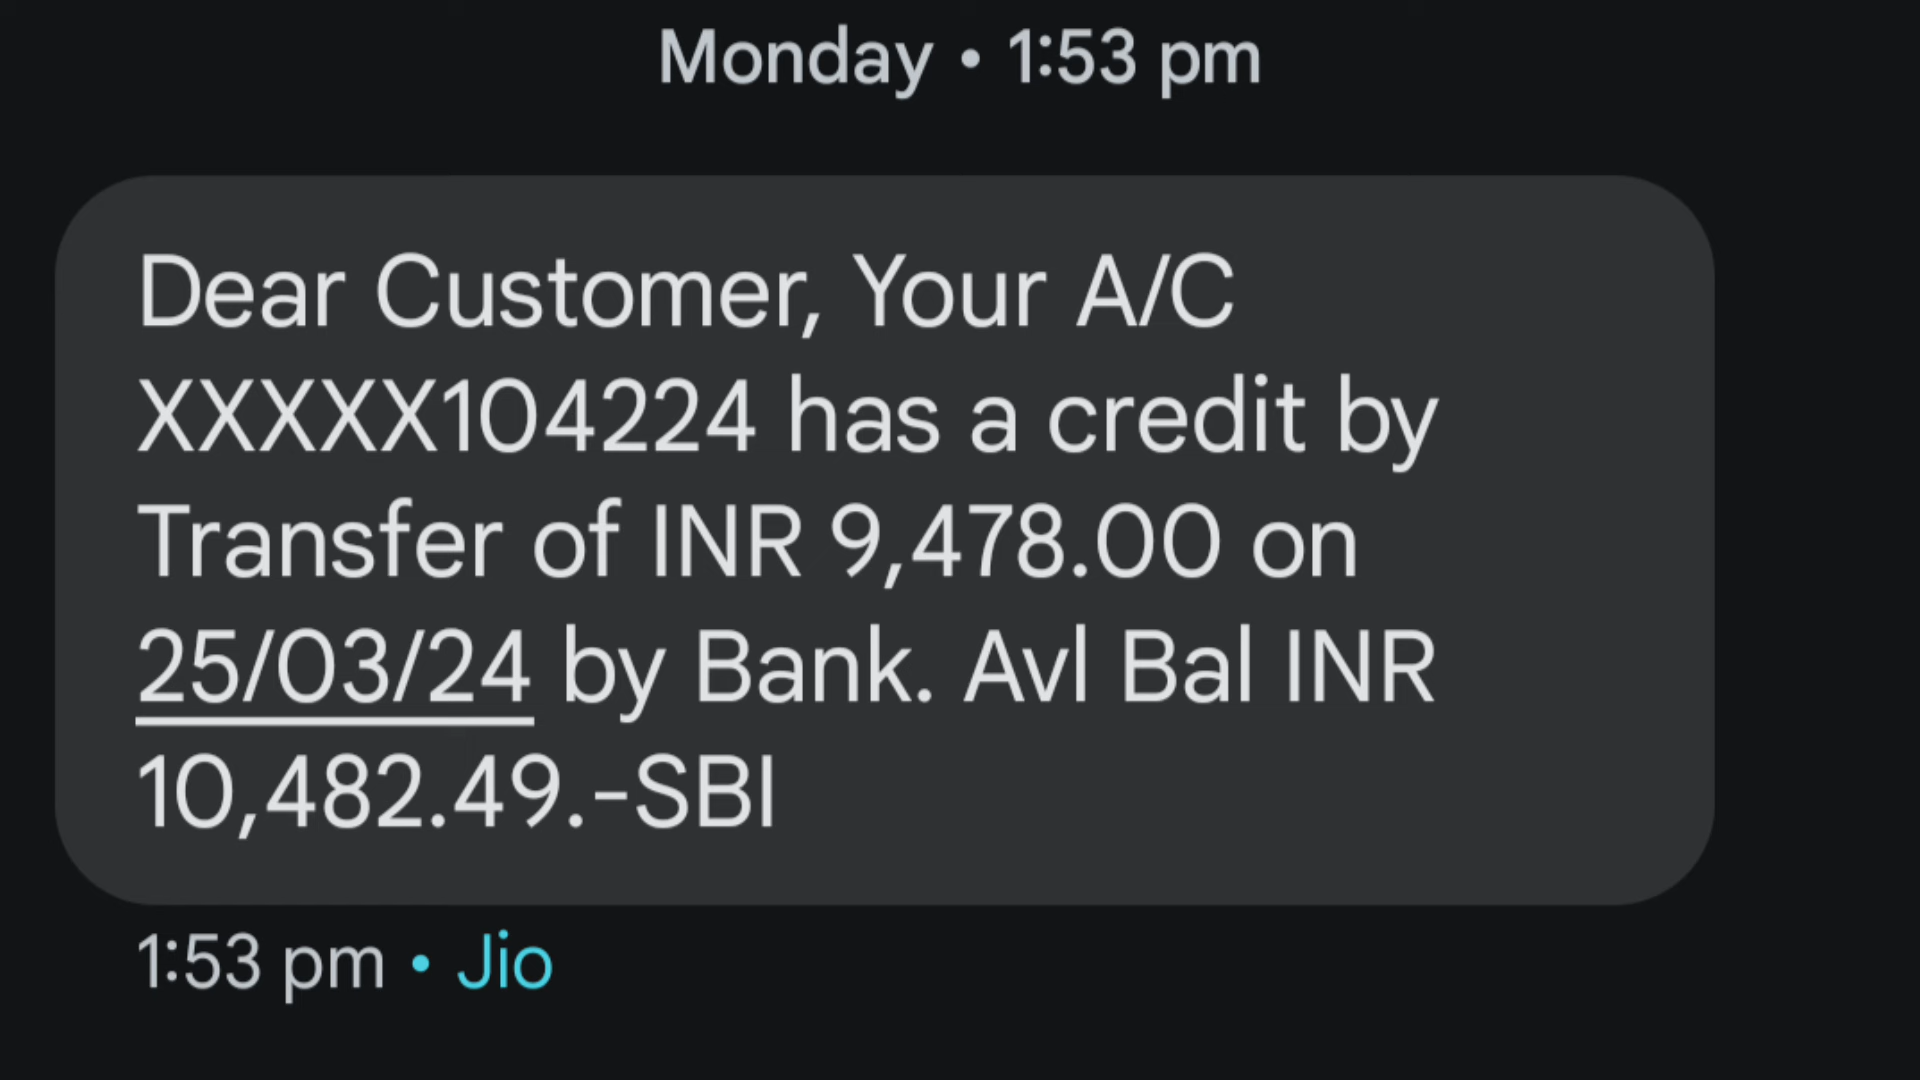 Monday • 1:53 pm
Dear Customer, Your A/C
XXXXX104224 has a credit by
Transfer of INR 9,478.00 on
25/03/24 by Bank. Avl Bal INR
10,482.49.-SBI
1:53 pm • Jio